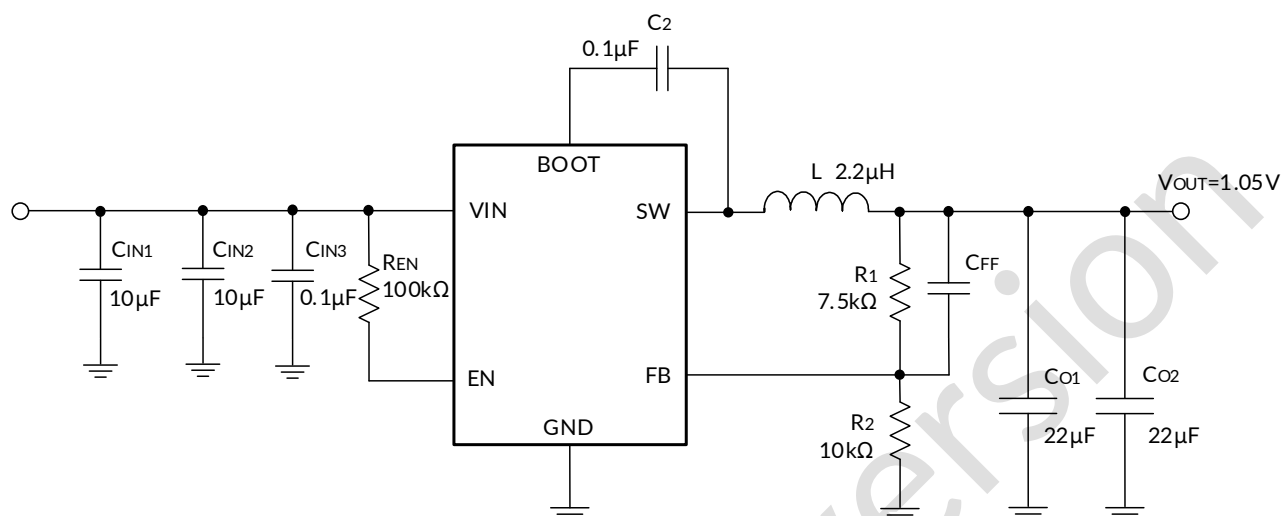 C2
0.1µF
BOOT
L 2.2µH
VOUT=1.05V
VIN
SW
CIN1
10µF
CIN2
10µF
CIN3
0.1µF
REN
100kΩ
R1
7.5kΩ
CFF
EN
FB
GND
R2
10kΩ
CO1
22µF
CO2
22µF
ersion